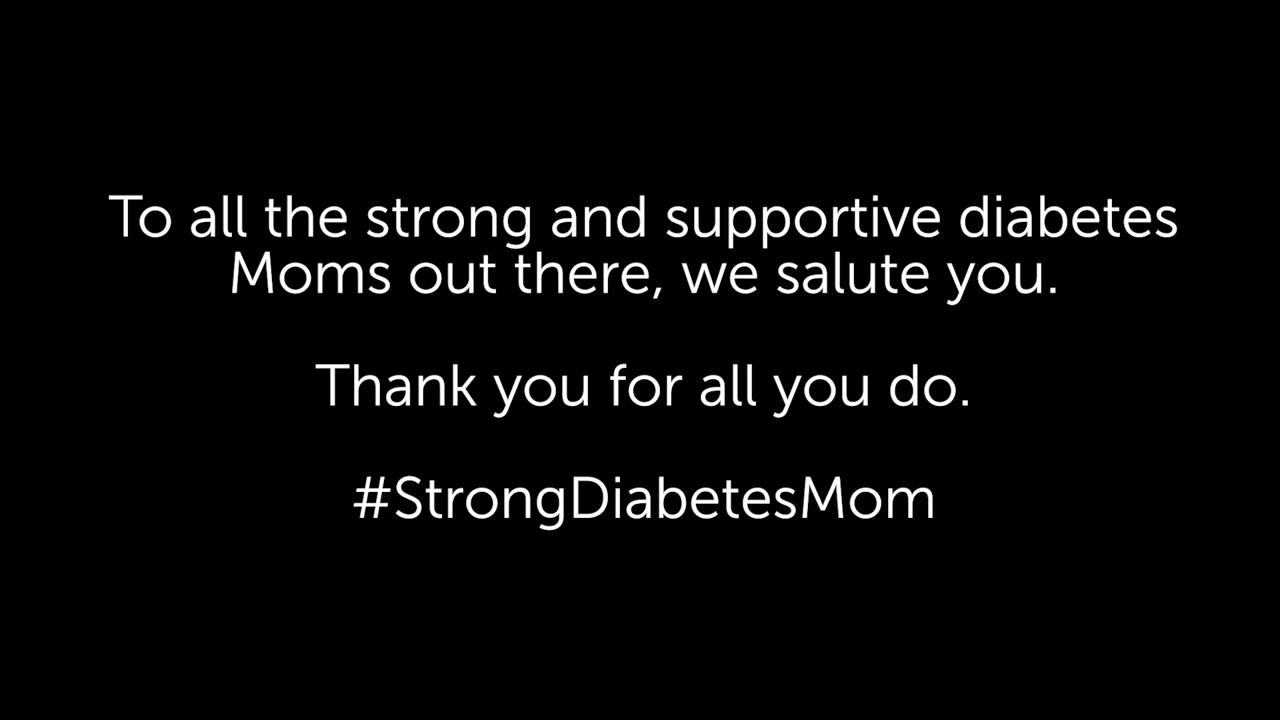 To all the strong and supportive diabetes
Moms out there, we salute you.
Thank you for all you do.
#StrongDiabetesMom